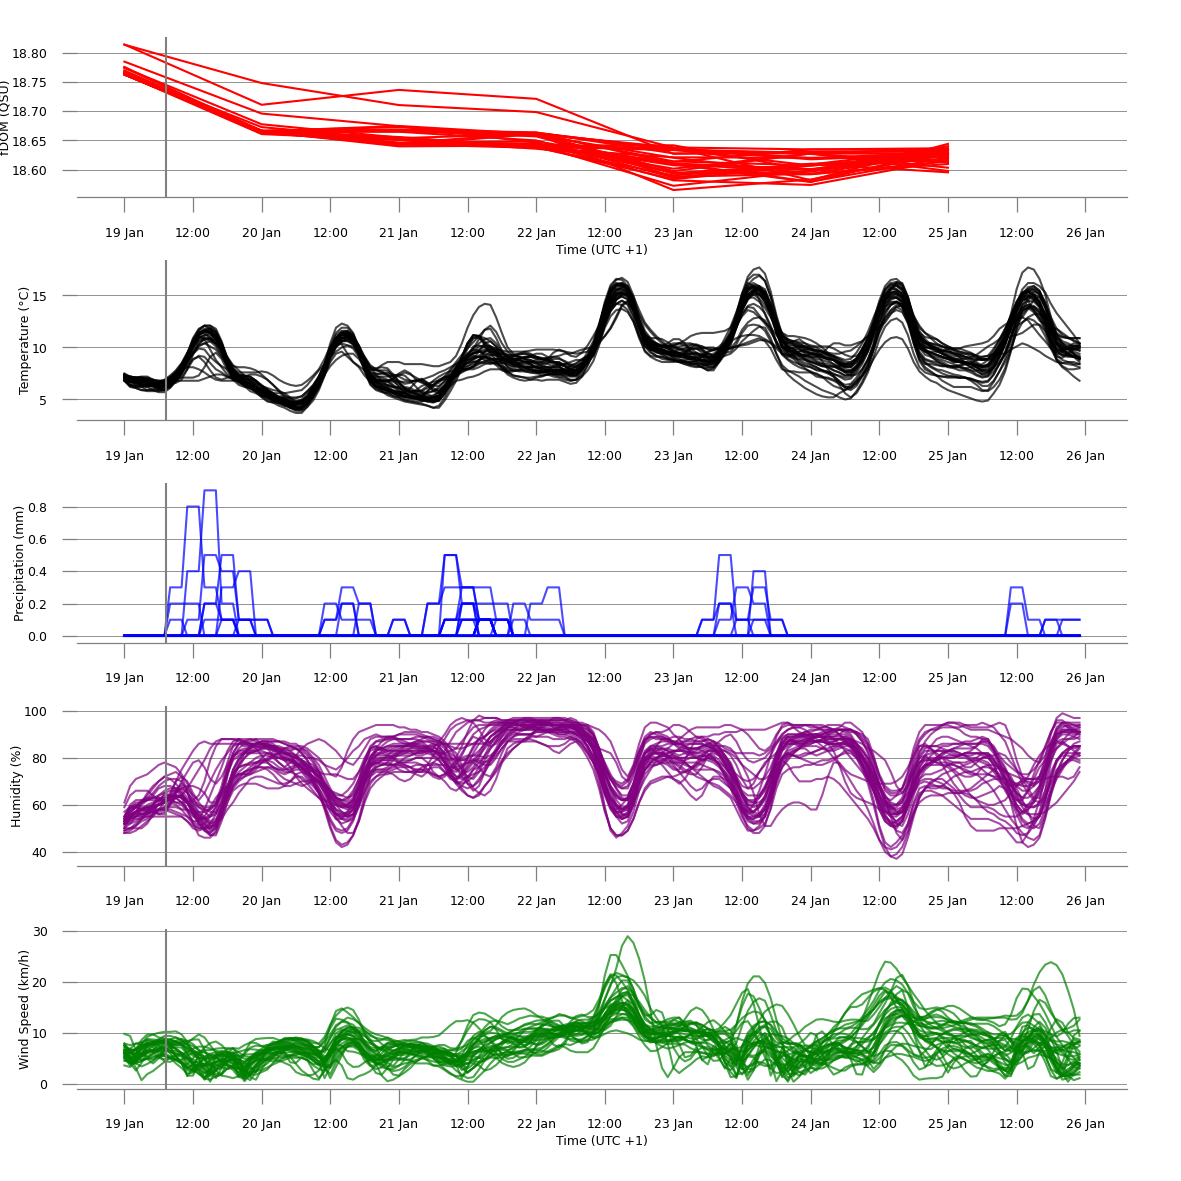 fDOM (QSU)
18.80
18.75
18.70
18.65
18.60
19 Jan 12:00 20 Jan 12:00 21 Jan 12:00 22 Jan 12:00 23 Jan 12:00 24 Jan 12:00 25 Jan 12:00 26 Jan
Time (UTC +1)
Temperature (°C)
15
10
5
19 Jan 12:00 20 Jan 12:00 21 Jan 12:00 22 Jan 12:00 23 Jan 12:00 24 Jan 12:00 25 Jan 12:00 26 Jan
Precipitation (mm)
0.8
0.6
0.4
0.2
0.0
19 Jan 12:00 20 Jan 12:00 21 Jan 12:00 22 Jan 12:00 23 Jan 12:00 24 Jan 12:00 25 Jan 12:00 26 Jan
Humidity (%)
100
80
60
40
19 Jan 12:00 20 Jan 12:00 21 Jan 12:00 22 Jan 12:00 23 Jan 12:00 24 Jan 12:00 25 Jan 12:00 26 Jan
Wind Speed (km/h)
30
20
10
0
19 Jan 12:00 20 Jan 12:00 21 Jan 12:00 22 Jan 12:00 23 Jan 12:00 24 Jan 12:00 25 Jan 12:00 26 Jan
Time (UTC +1)